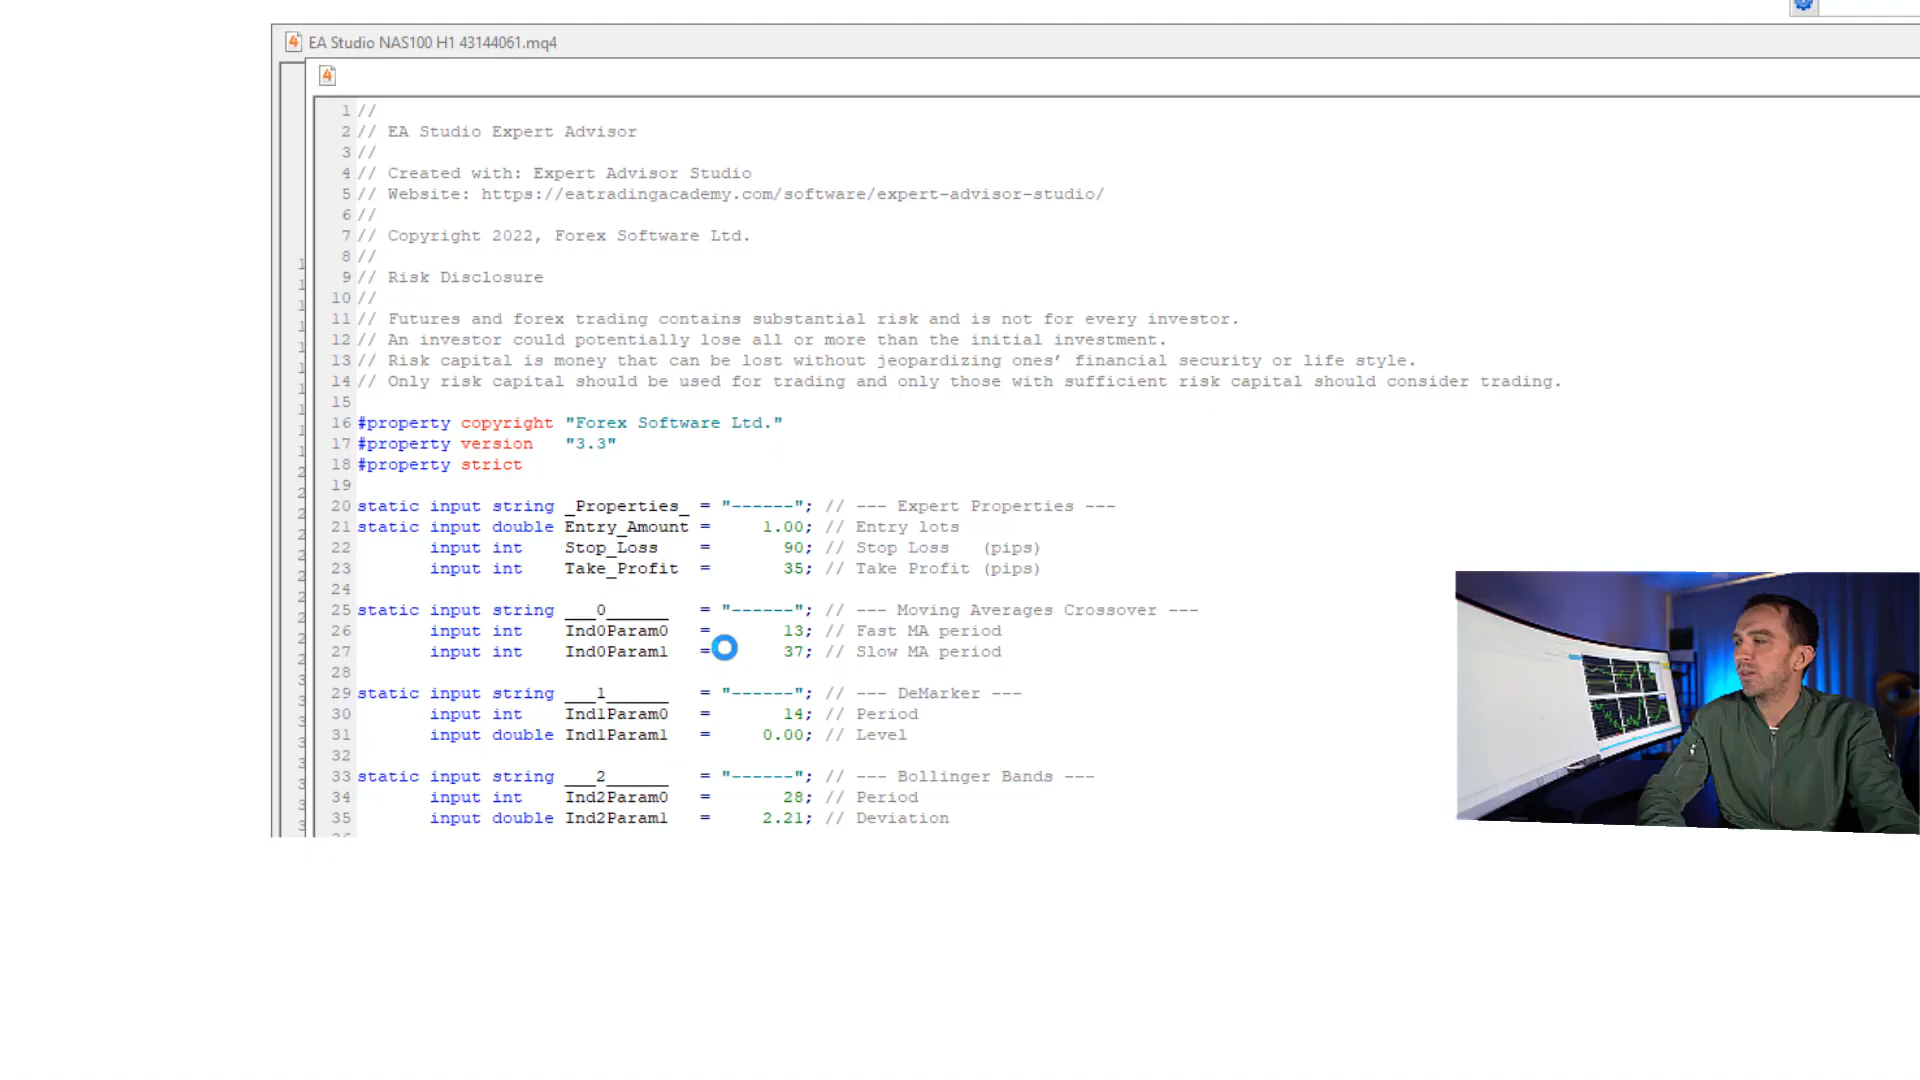 EA Studio NAS100 H1 43144061.mq4
1 //
2 // EA Studio Expert Advisor
3 //
4 // Created with: Expert Advisor Studio
5 // Website: https://eatradingacademy.com/software/expert-advisor-studio/
6 //
7 // Copyright 2022, Forex Software Ltd.
8 //
9 // Risk Disclosure
10 //
11 // Futures and forex trading contains substantial risk and is not for every investor.
12 // An investor could potentially lose all or more than the initial investment.
13 // Risk capital is money that can be lost without jeopardizing ones’ financial security or life style.
14 // Only risk capital should be used for trading and only those with sufficient risk capital should consider trading.
15
16 #property copyright "Forex Software Ltd."
17 #property version "3.3"
18 #property strict
19
20 static input string _Properties_ = "------"; // --- Expert Properties ---
21 static input double Entry_Amount = 1.00; // Entry lots
22 input int Stop_Loss = 90; // Stop Loss (pips)
23 input int Take_Profit = 35; // Take Profit (pips)
24
25 static input string ___0______ = "------"; // --- Moving Averages Crossover ---
26 input int Ind0Param0 = 13; // Fast MA period
27 input int Ind0Param1 = 37; // Slow MA period
28
29 static input string ___1______ = "------"; // --- DeMarker ---
30 input int Ind1Param0 = 14; // Period
31 input double Ind1Param1 = 0.00; // Level
32
33 static input string ___2______ = "------"; // --- Bollinger Bands ---
34 input int Ind2Param0 = 28; // Period
35 input double Ind2Param1 = 2.21; // Deviation